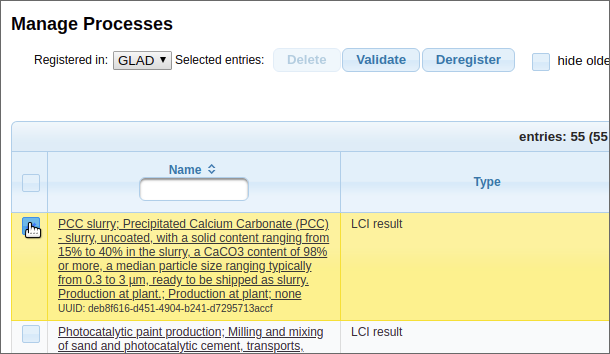 Manage Processes
Registered in: GLAD Selected entries: Delete Validate Deregister hide olde
entries: 55 (55
Name Type
PCC slurry; Precipitated Calcium Carbonate (PCC) LCI result
- slurry, uncoated, with a solid content ranging from
15% to 40% in the slurry, a CaCO3 content of 98%
or more, a median particle size ranging typically
from 0.3 to 3 µm, ready to be shipped as slurry.
Production at plant.; Production at plant; none
UUID: deb8f616-d451-4904-b241-d7295713accf
Photocatalytic paint production; Milling and mixing LCI result
of sand and photocatalytic cement, transports,